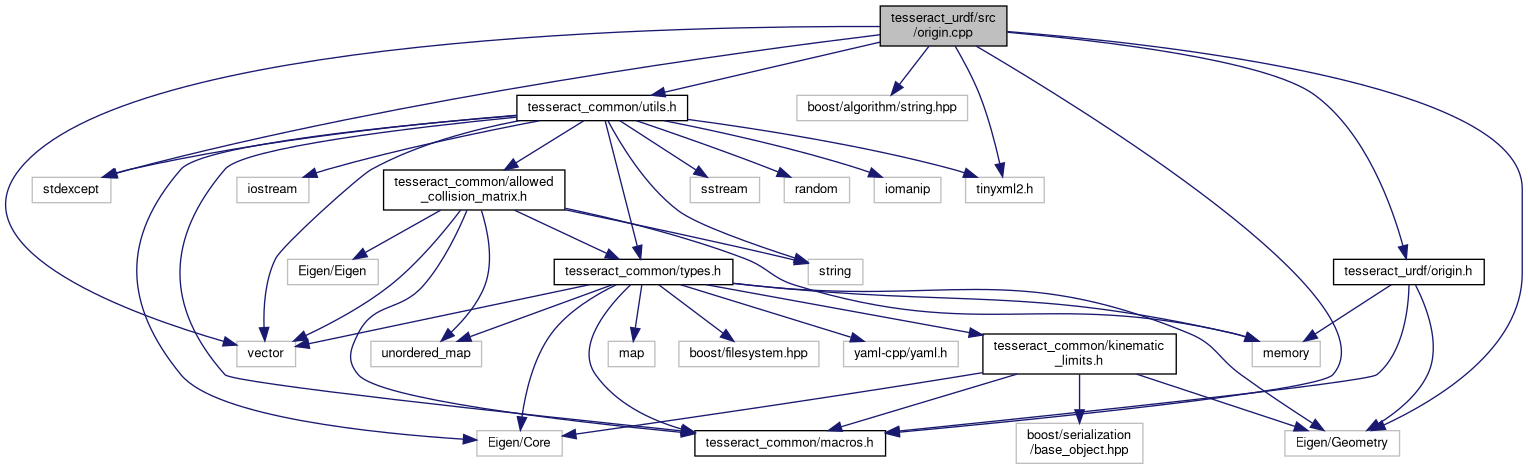 tesseract_urdf/src
/origin.cpp
tesseract_common/utils.h
boost/algorithm/string.hpp
stdexcept
iostream
tesseract_common/allowed
_collision_matrix.h
sstream
random
iomanip
tinyxml2.h
Eigen/Eigen
tesseract_common/types.h
string
tesseract_urdf/origin.h
vector
unordered_map
map
boost/filesystem.hpp
yaml-cpp/yaml.h
tesseract_common/kinematic
_limits.h
memory
Eigen/Core
tesseract_common/macros.h
boost/serialization
/base_object.hpp
Eigen/Geometry